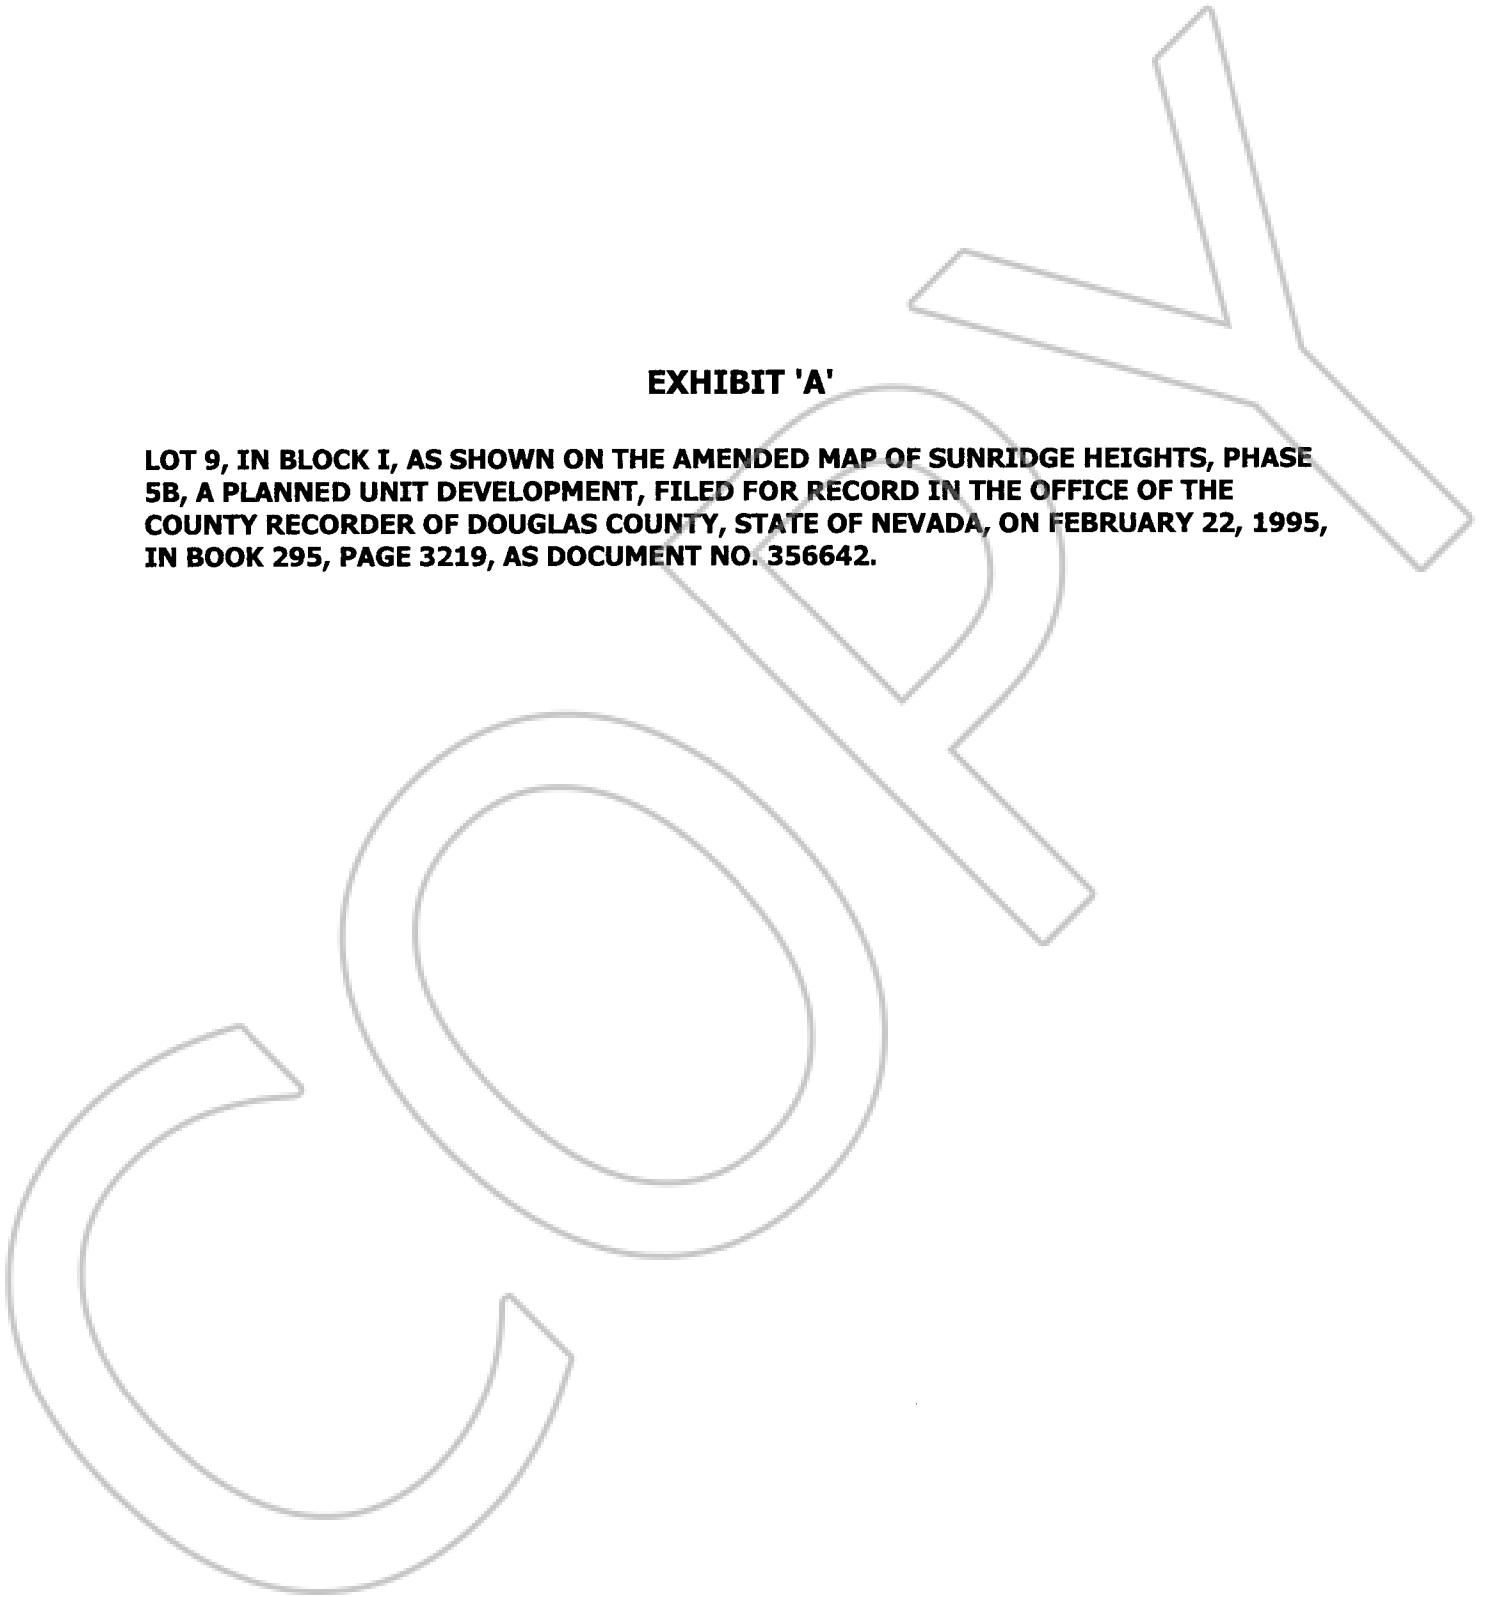 EXHIBIT 'A'
LOT 9, IN BLOCK I, AS SHOWN ON THE AMENDED MAP OF SUNRIDGE HEIGHTS, PHASE
5B, A PLANNED UNIT DEVELOPMENT, FILED FOR RECORD IN THE OFFICE OF THE
COUNTY RECORDER OF DOUGLAS COUNTY, STATE OF NEVADA, ON FEBRUARY 22, 1995,
IN BOOK 295, PAGE 3219, AS DOCUMENT NO. 356642.
COPY